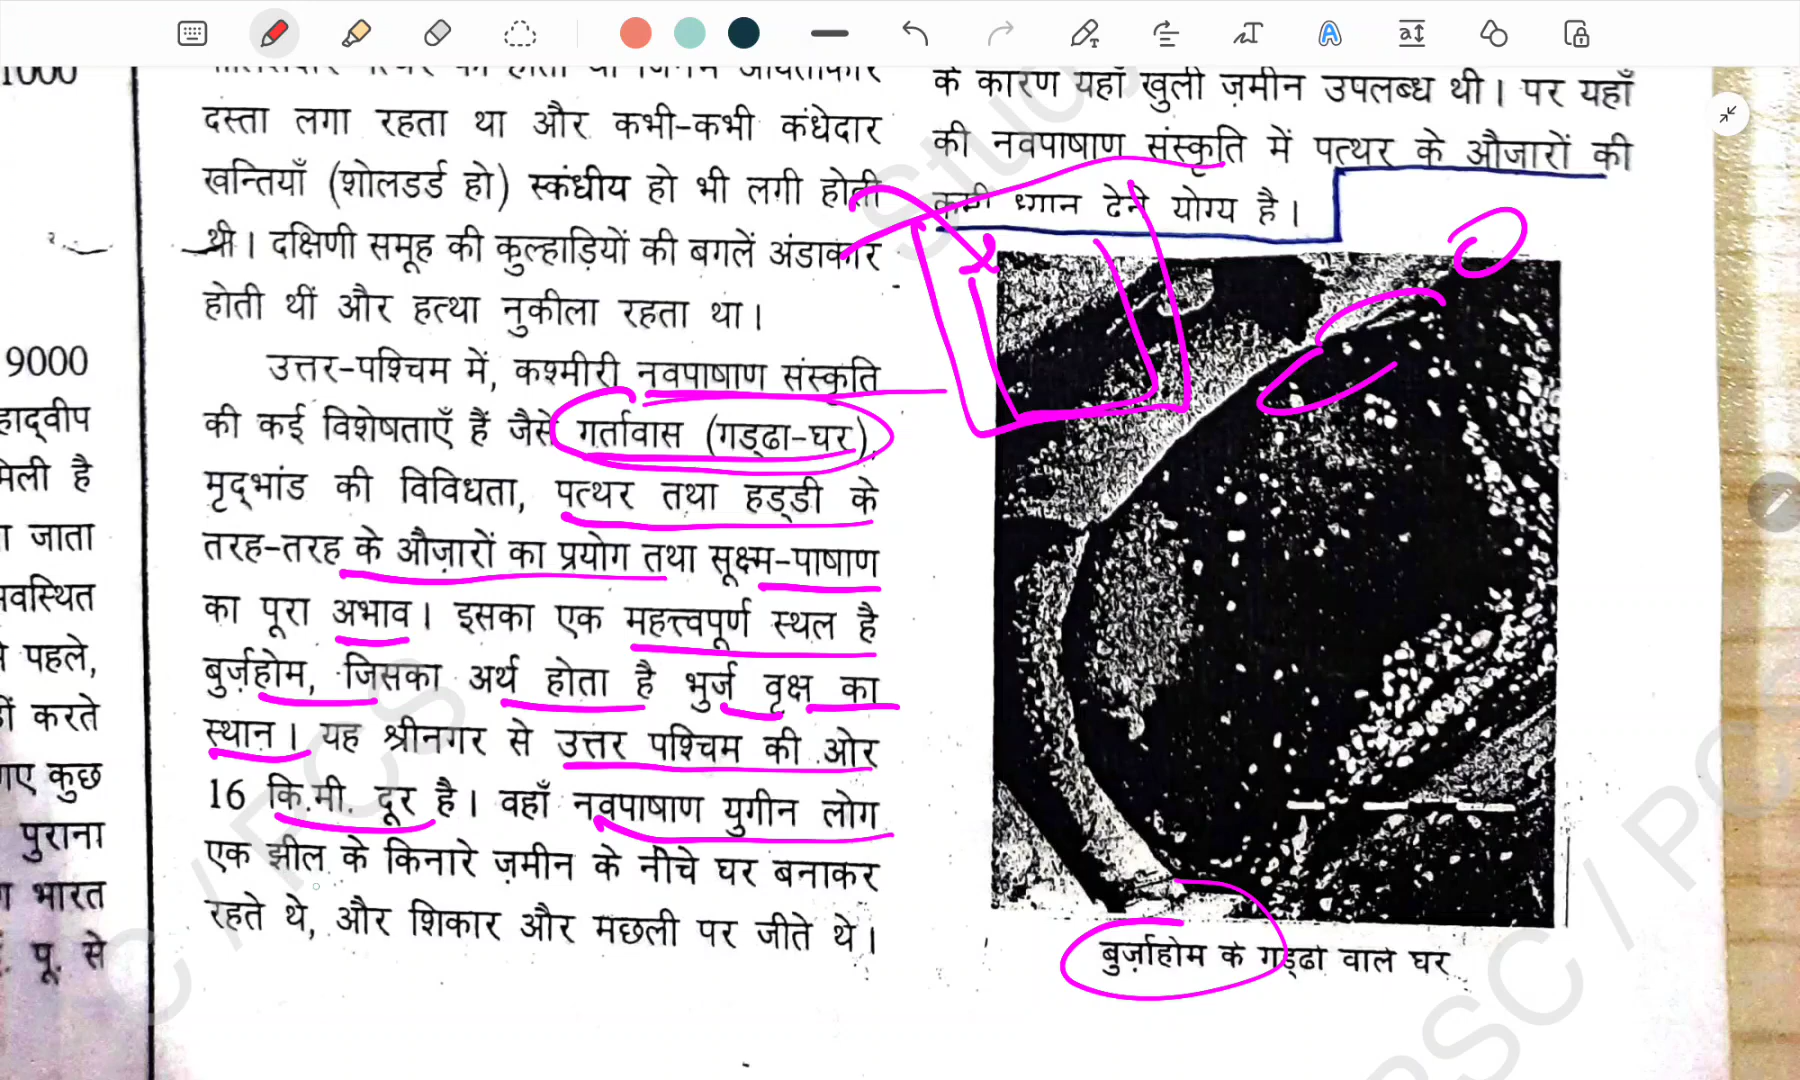 1000
9000
हाद्वीप
मिली है
जाता
अवस्थित
पहले,
करते
गए कुछ
पुराना
भारत
पू. से
दस्ता लगा रहता था और कभी-कभी कंधेदार
खन्तियाँ (शोलडर्ड हो) स्कंधीय हो भी लगी होती
थी। दक्षिणी समूह की कुल्हाड़ियों की बगलें अंडाकार
होती थीं और हत्था नुकीला रहता था।
उत्तर-पश्चिम में, कश्मीरी नवपाषाण संस्कृति
की कई विशेषताएँ हैं जैसे गर्तावास (गड्ढा-घर),
मृद्भांड की विविधता, पत्थर तथा हड्डी के
तरह-तरह के औज़ारों का प्रयोग तथा सूक्ष्म-पाषाण
का पूरा अभाव। इसका एक महत्त्वपूर्ण स्थल है
बुर्ज़होम, जिसका अर्थ होता है भुर्ज वृक्ष का
स्थान। यह श्रीनगर से उत्तर पश्चिम की ओर
16 कि.मी. दूर है। वहाँ नवपाषाण युगीन लोग
एक झील के किनारे ज़मीन के नीचे घर बनाकर
रहते थे, और शिकार और मछली पर जीते थे।
के कारण यहाँ खुली ज़मीन उपलब्ध थी। पर यहाँ
की नवपाषाण संस्कृति में पत्थर के औजारों की
कमी ध्यान देने योग्य है।
बुर्ज़ाहोम के गड्ढों वाले घर